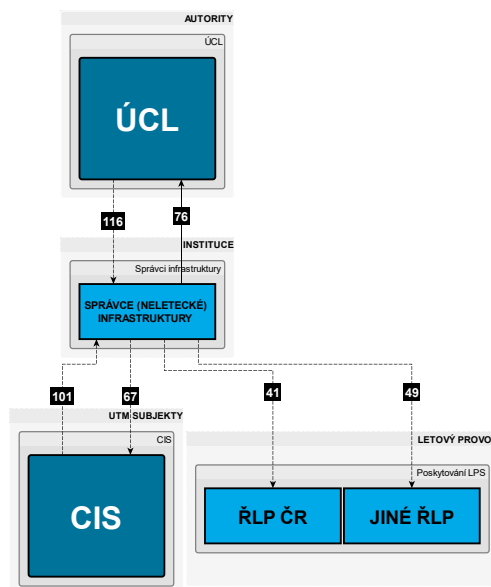 AUTORITY
ÚCL
ÚCL
116
76
INSTITUCE
Správci infrastruktury
SPRÁVCE (NELETECKÉ)
INFRASTRUKTURY
101
67
41
49
UTM SUBJEKTY
LETOVÝ PROVO
CIS
Poskytování LPS
CIS
ŘLP ČR
JINÉ ŘLP